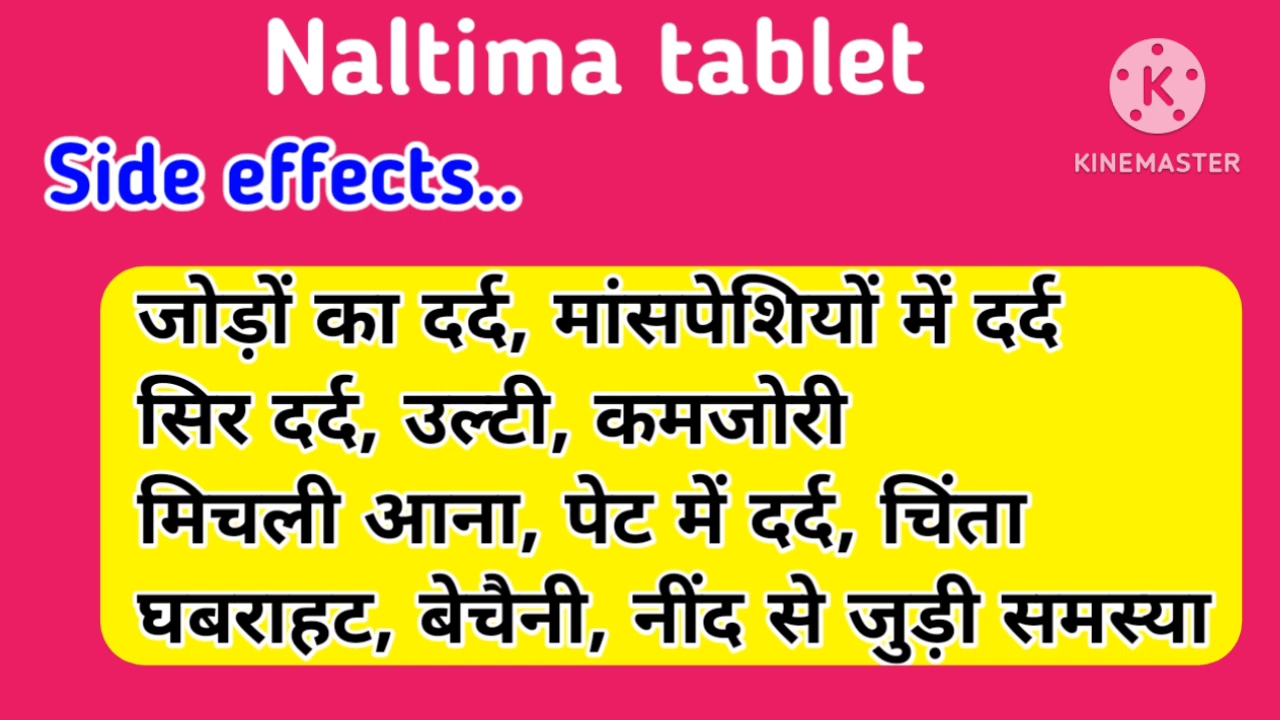 Naltima tablet
K
KINEMASTER
Side effects..
जोड़ों का दर्द, मांसपेशियों में दर्द
सिर दर्द, उल्टी, कमजोरी
मिचली आना, पेट में दर्द, चिंता
घबराहट, बेचैनी, नींद से जुड़ी समस्या